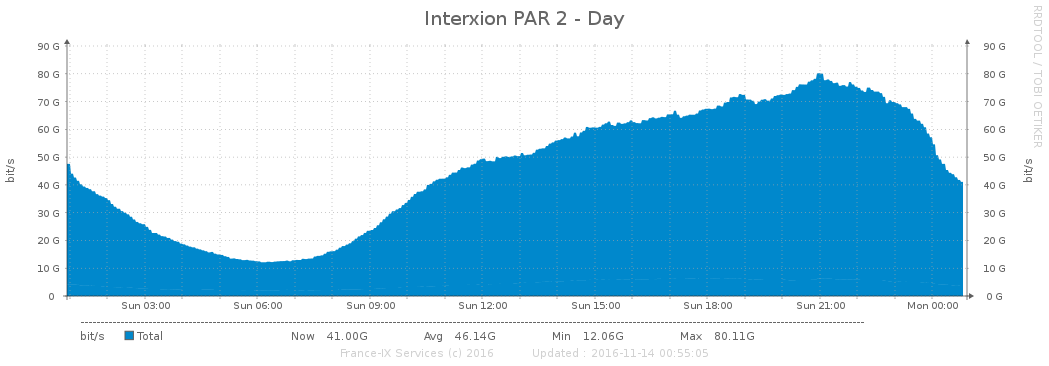 Interxion PAR 2 - Day
RRDTOOL / TOBI OETIKER
bit/s
90 G 90 G
80 G 80 G
70 G 70 G
60 G 60 G
50 G 50 G
40 G 40 G
30 G 30 G
20 G 20 G
10 G 10 G
0 0 G
bit/s
Sun 03:00 Sun 06:00 Sun 09:00 Sun 12:00 Sun 15:00 Sun 18:00 Sun 21:00 Mon 00:00
bit/s Total Now 41.00G Avg 46.14G Min 12.06G Max 80.11G
France-IX Services (c) 2016 Updated : 2016-11-14 00:55:05